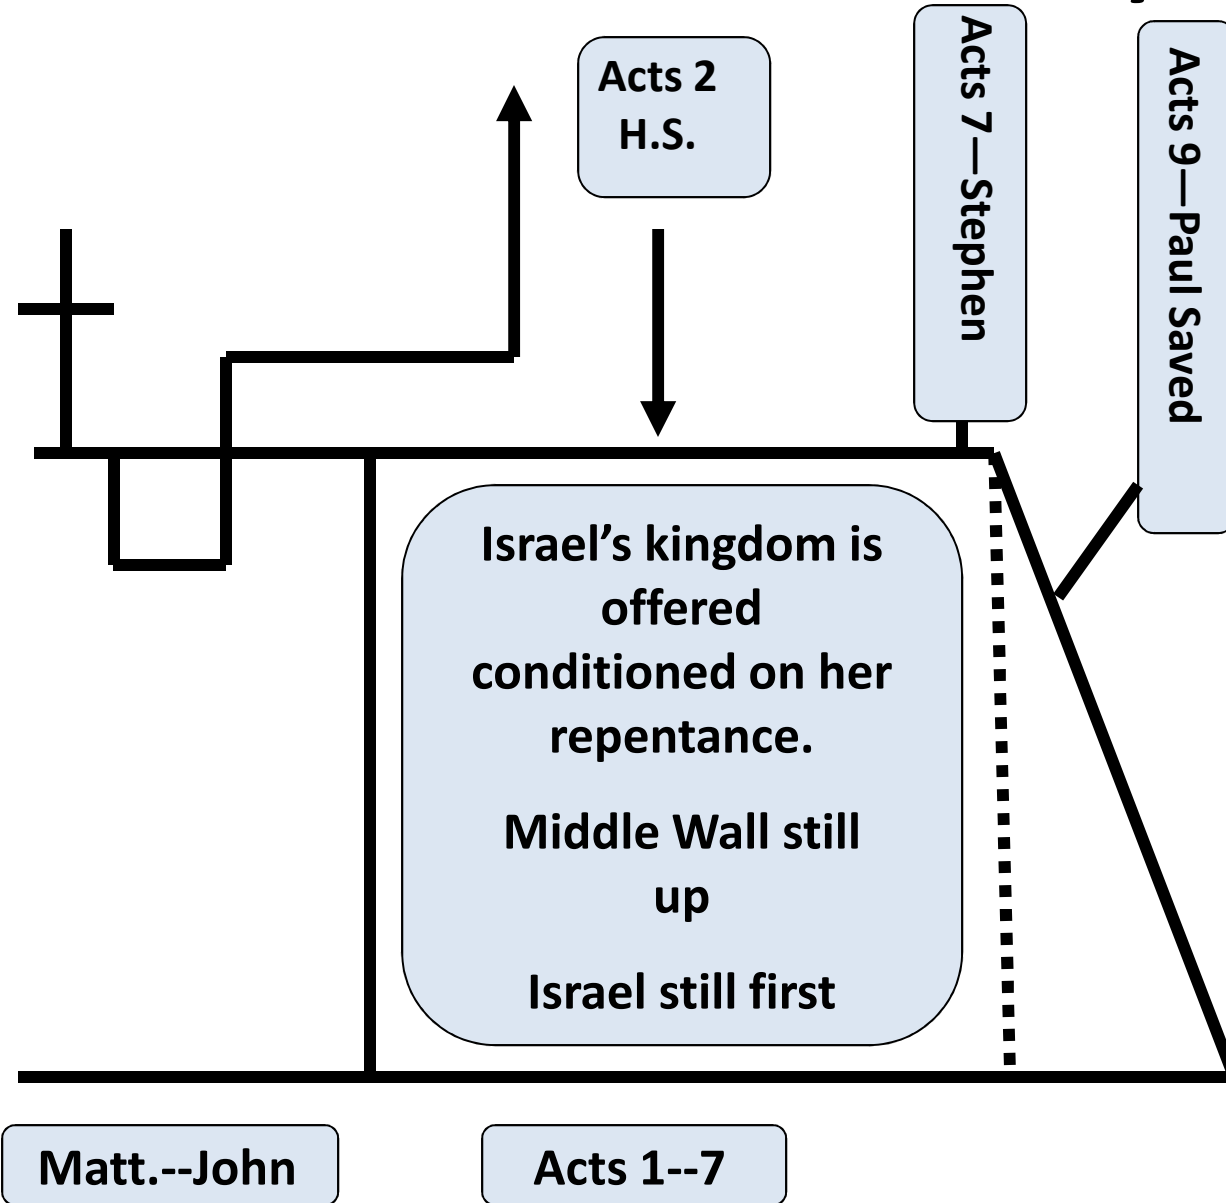 Acts 2
H.S.
Acts 7—Stephen
Acts 9—Paul Saved
Israel’s kingdom is
offered
conditioned on her
repentance.
Middle Wall still
up
Israel still first
Matt.--John
Acts 1--7